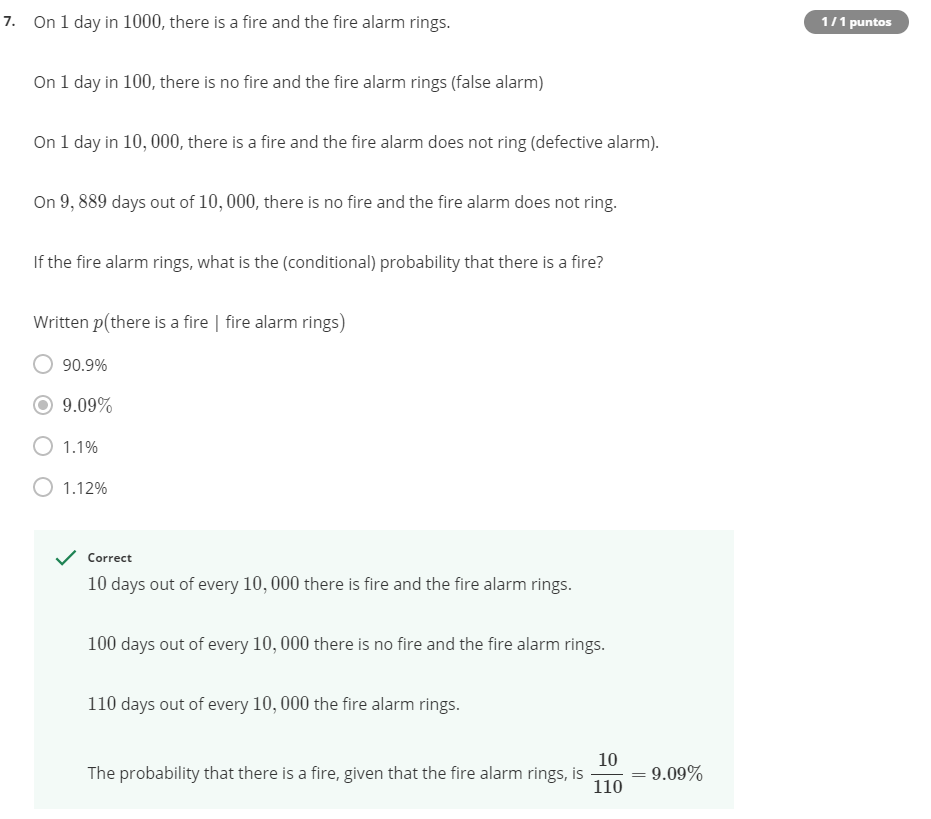 7. On 1 day in 1000, there is a fire and the fire alarm rings.
1 / 1 puntos
On 1 day in 100, there is no fire and the fire alarm rings (false alarm)
On 1 day in 10, 000, there is a fire and the fire alarm does not ring (defective alarm).
On 9, 889 days out of 10, 000, there is no fire and the fire alarm does not ring.
If the fire alarm rings, what is the (conditional) probability that there is a fire?
Written p(there is a fire | fire alarm rings)
90.9%
9.09%
1.1%
1.12%
Correct
10 days out of every 10, 000 there is fire and the fire alarm rings.
100 days out of every 10, 000 there is no fire and the fire alarm rings.
110 days out of every 10, 000 the fire alarm rings.
The probability that there is a fire, given that the fire alarm rings, is 10/110 = 9.09%